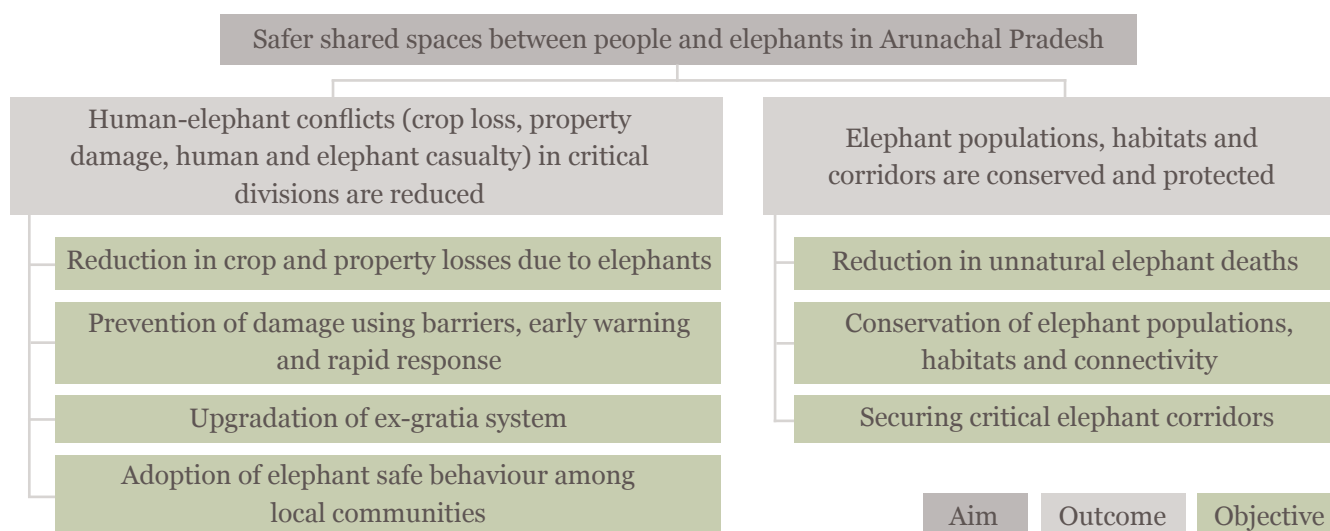 Safer shared spaces between people and elephants in Arunachal Pradesh
Human-elephant conflicts (crop loss, property
damage, human and elephant casualty) in critical
divisions are reduced
Reduction in crop and property losses due to elephants
Prevention of damage using barriers, early warning
and rapid response
Upgradation of ex-gratia system
Adoption of elephant safe behaviour among
local communities
Elephant populations, habitats and
corridors are conserved and protected
Reduction in unnatural elephant deaths
Conservation of elephant populations,
habitats and connectivity
Securing critical elephant corridors
Aim
Outcome
Objective